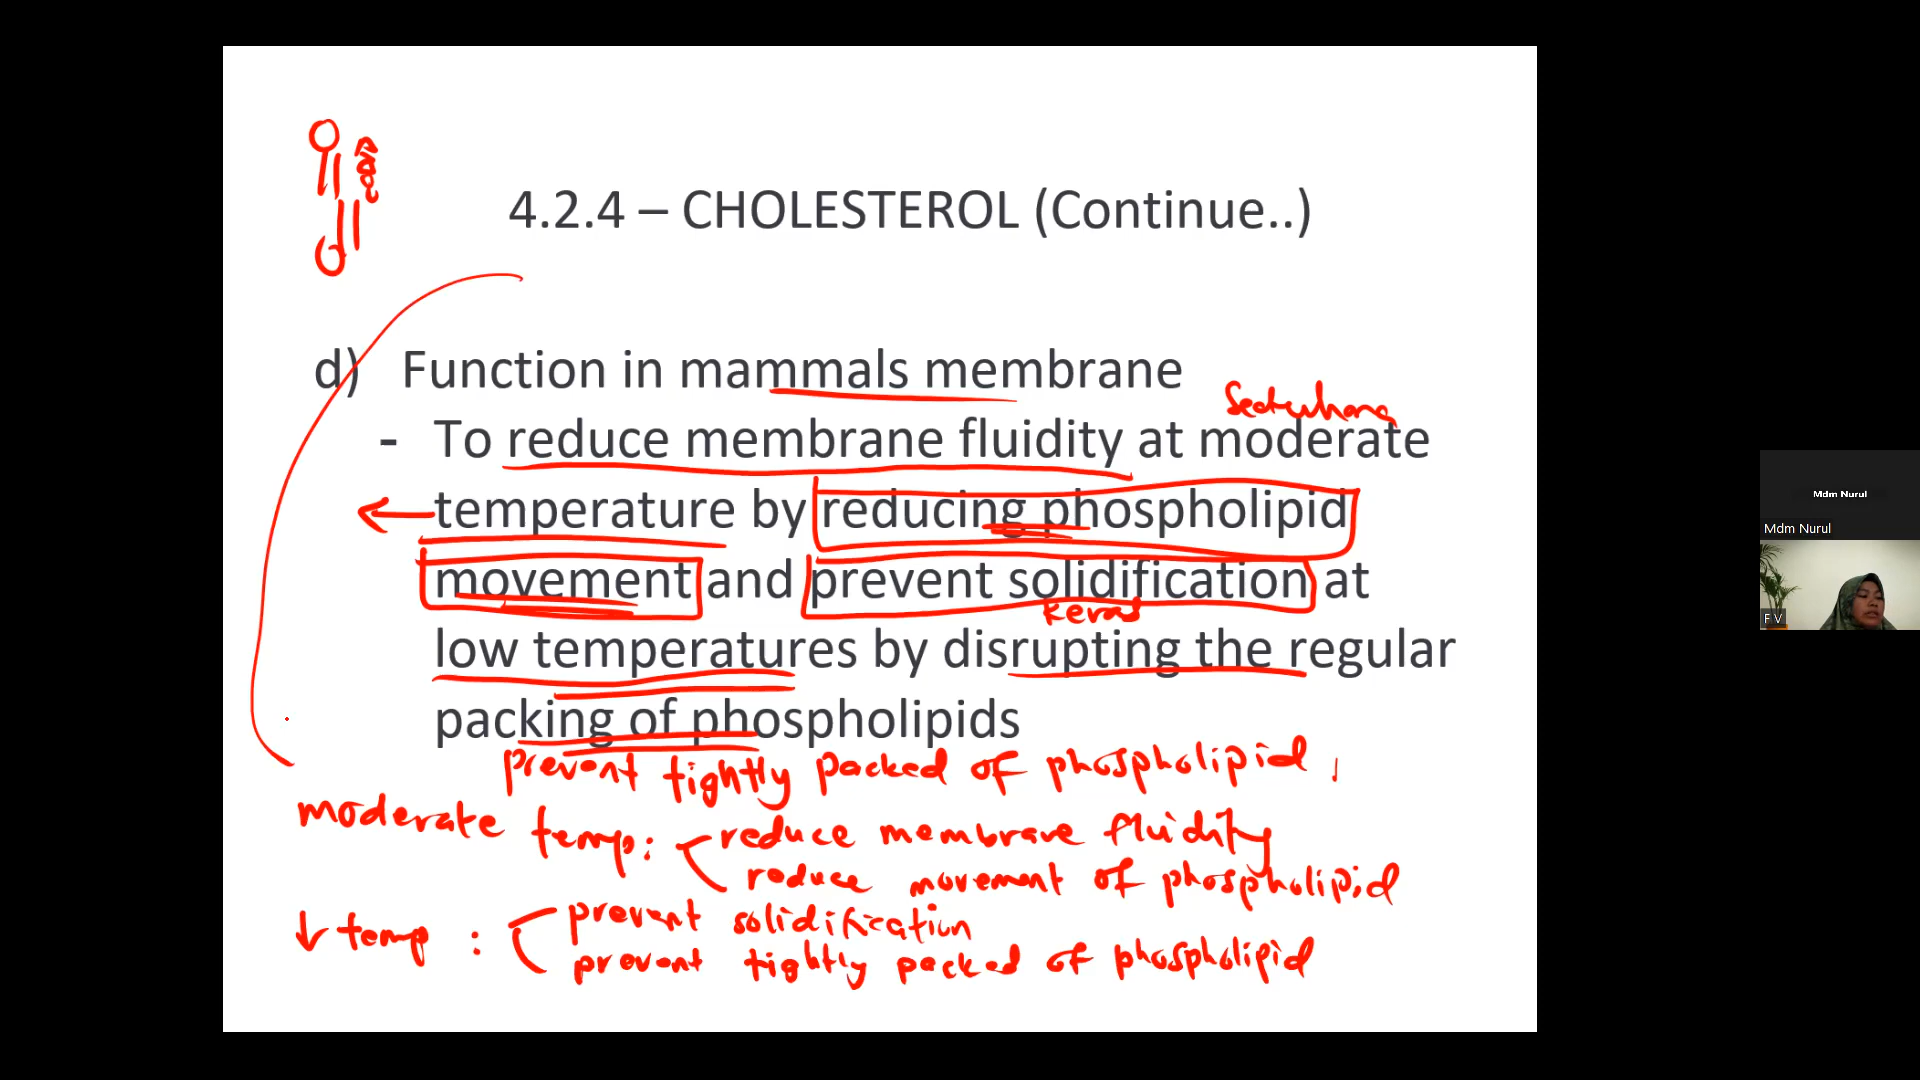 4.2.4 – CHOLESTEROL (Continue..)
d) Function in mammals membrane
sederhana
- To reduce membrane fluidity at moderate
temperature by reducing phospholipid
movement and prevent solidification at
keras
low temperatures by disrupting the regular
packing of phospholipids
prevent tightly packed of phospholipid
moderate temp: reduce membrane fluidity
reduce movement of phospholipid
↓ temp : prevent solidification
prevent tightly packed of phospholipid
Mdm Nurul
Mdm Nurul
F V